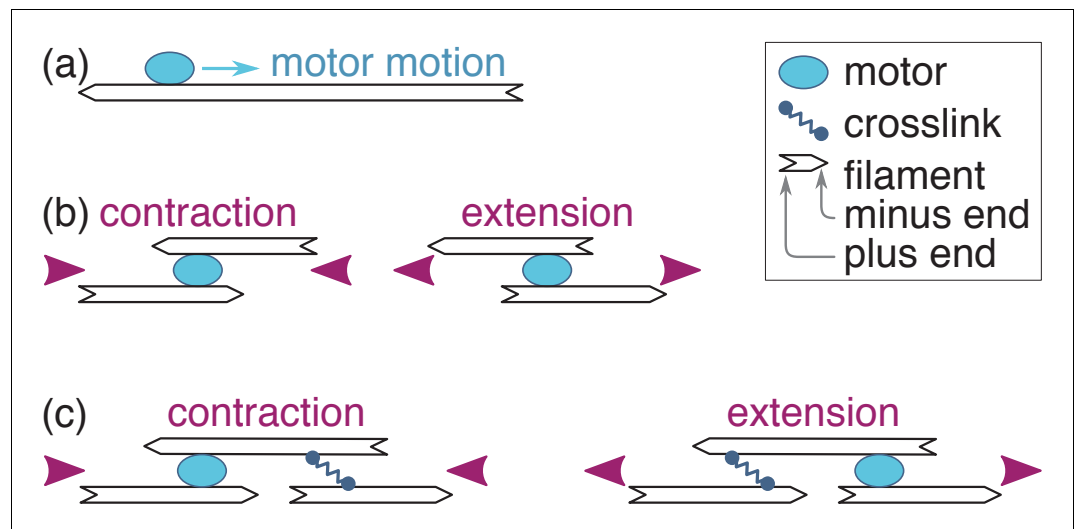 (a)
motor motion
motor
crosslink
filament
minus end
plus end
(b)
contraction
extension
(c)
contraction
extension